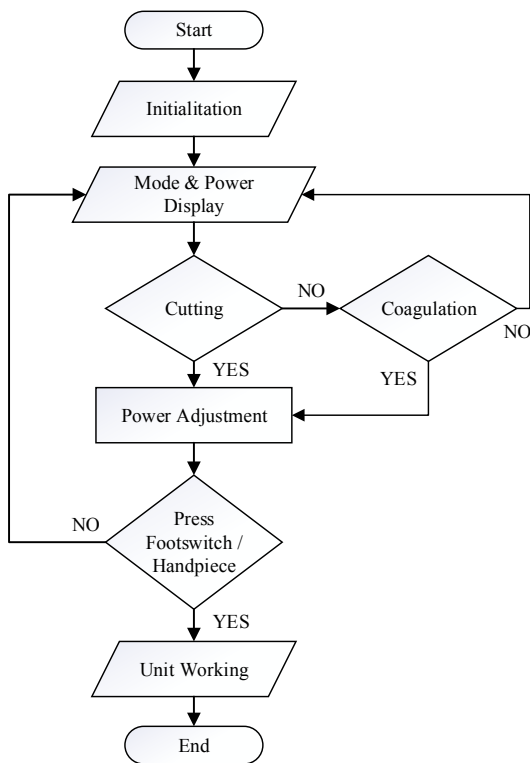 Start
Initialitation
Mode & Power
Display
Cutting
NO
Coagulation
NO
YES
YES
Power Adjustment
NO
Press
Footswitch /
Handpiece
YES
Unit Working
End